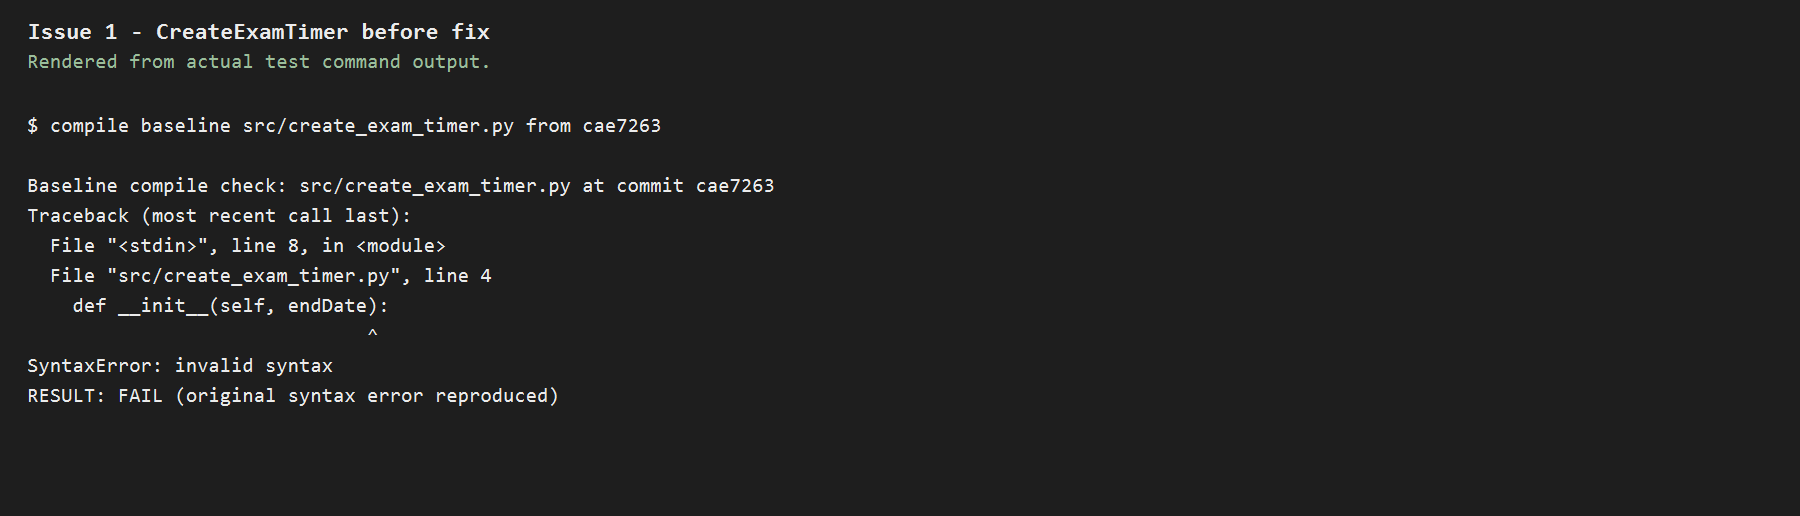 Issue 1 - CreateExamTimer before fix
Rendered from actual test command output.
$ compile baseline src/create_exam_timer.py from cae7263
Baseline compile check: src/create_exam_timer.py at commit cae7263
Traceback (most recent call last):
  File "<stdin>", line 8, in <module>
  File "src/create_exam_timer.py", line 4
    def __init__(self, endDate):
                              ^
SyntaxError: invalid syntax
RESULT: FAIL (original syntax error reproduced)